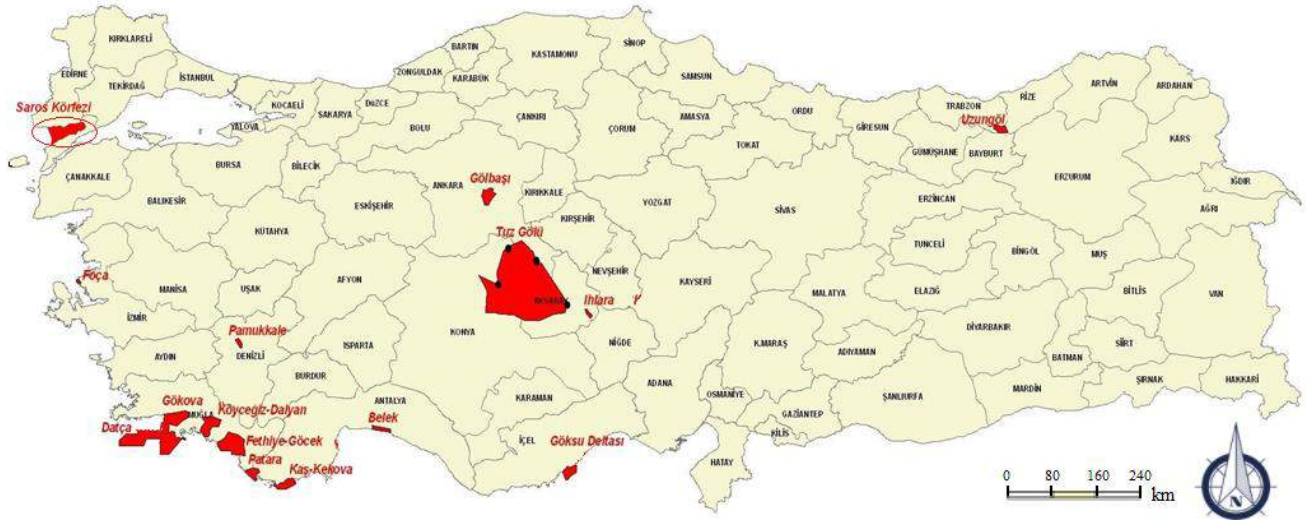 KIRKLARELİ
EDİRNE
TEKİRDAĞ
İSTANBUL
Saros Körfezi
KOCAELİ
YALOVA
SAKARYA
DüZCE
ZONGULDAK
BARTIN
KARABÜK
KASTAMONU
SİNOP
SAMSUN
BOLU
ÇANKIRI
ÇORUM
AMASYA
TOKAT
ORDU
GİRESUN
TRABZON
RİZE
ARTVİN
ARDAHAN
Uzungöl
GÜMÜŞHANE
BAYBURT
KARS
IĞDIR
ERZURUM
AĞRI
ÇANAKKALE
BALIKESİR
BURSA
BİLECİK
KÜTAHYA
ESKİŞEHİR
ANKARA
Gölbaşı
KIRIKKALE
KIRŞEHİR
YOZGAT
SİVAS
ERZİNCAN
TUNCELİ
BİNGÖL
MUŞ
BİTLİS
VAN
Foça
MANİSA
UŞAK
AFYON
Tuz Gölü
NEVŞEHİR
KAYSERİ
MALATYA
ELAZIĞ
İZMİR
Pamukkale
DENİZLİ
AYDIN
ISPARTA
BURDUR
KONYA
Ihlara
NİĞDE
K.MARAŞ
ADIYAMAN
DİYARBAKIR
BATMAN
SİİRT
ŞIRNAK
HAKKARİ
MARDİN
ŞANLIURFA
GAZİANTEP
KİLİS
OSMANİYE
ADANA
HATAY
KARAMAN
İÇEL
ANTALYA
Gökova
MUĞLA
Köyceğiz-Dalyan
Datça
Fethiye-Göcek
Patara
Kaş-Kekova
Belek
Göksu Deltası
0 80 160 240 km
N